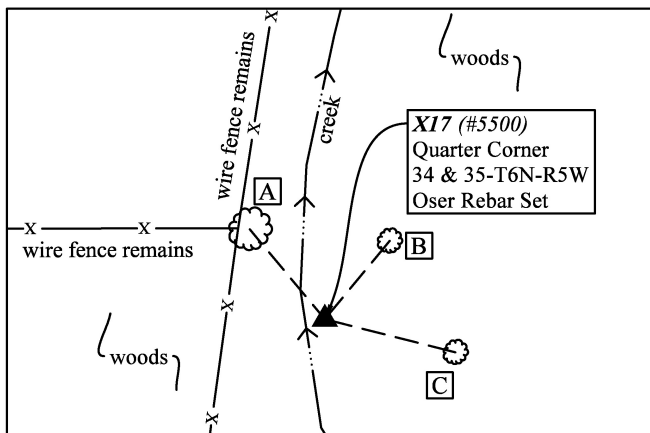 woods
wire fence remains
creek
X17 (#5500)
Quarter Corner
34 & 35-T6N-R5W
Oser Rebar Set
A
X
X
X
X
wire fence remains
B
X
woods
C
X